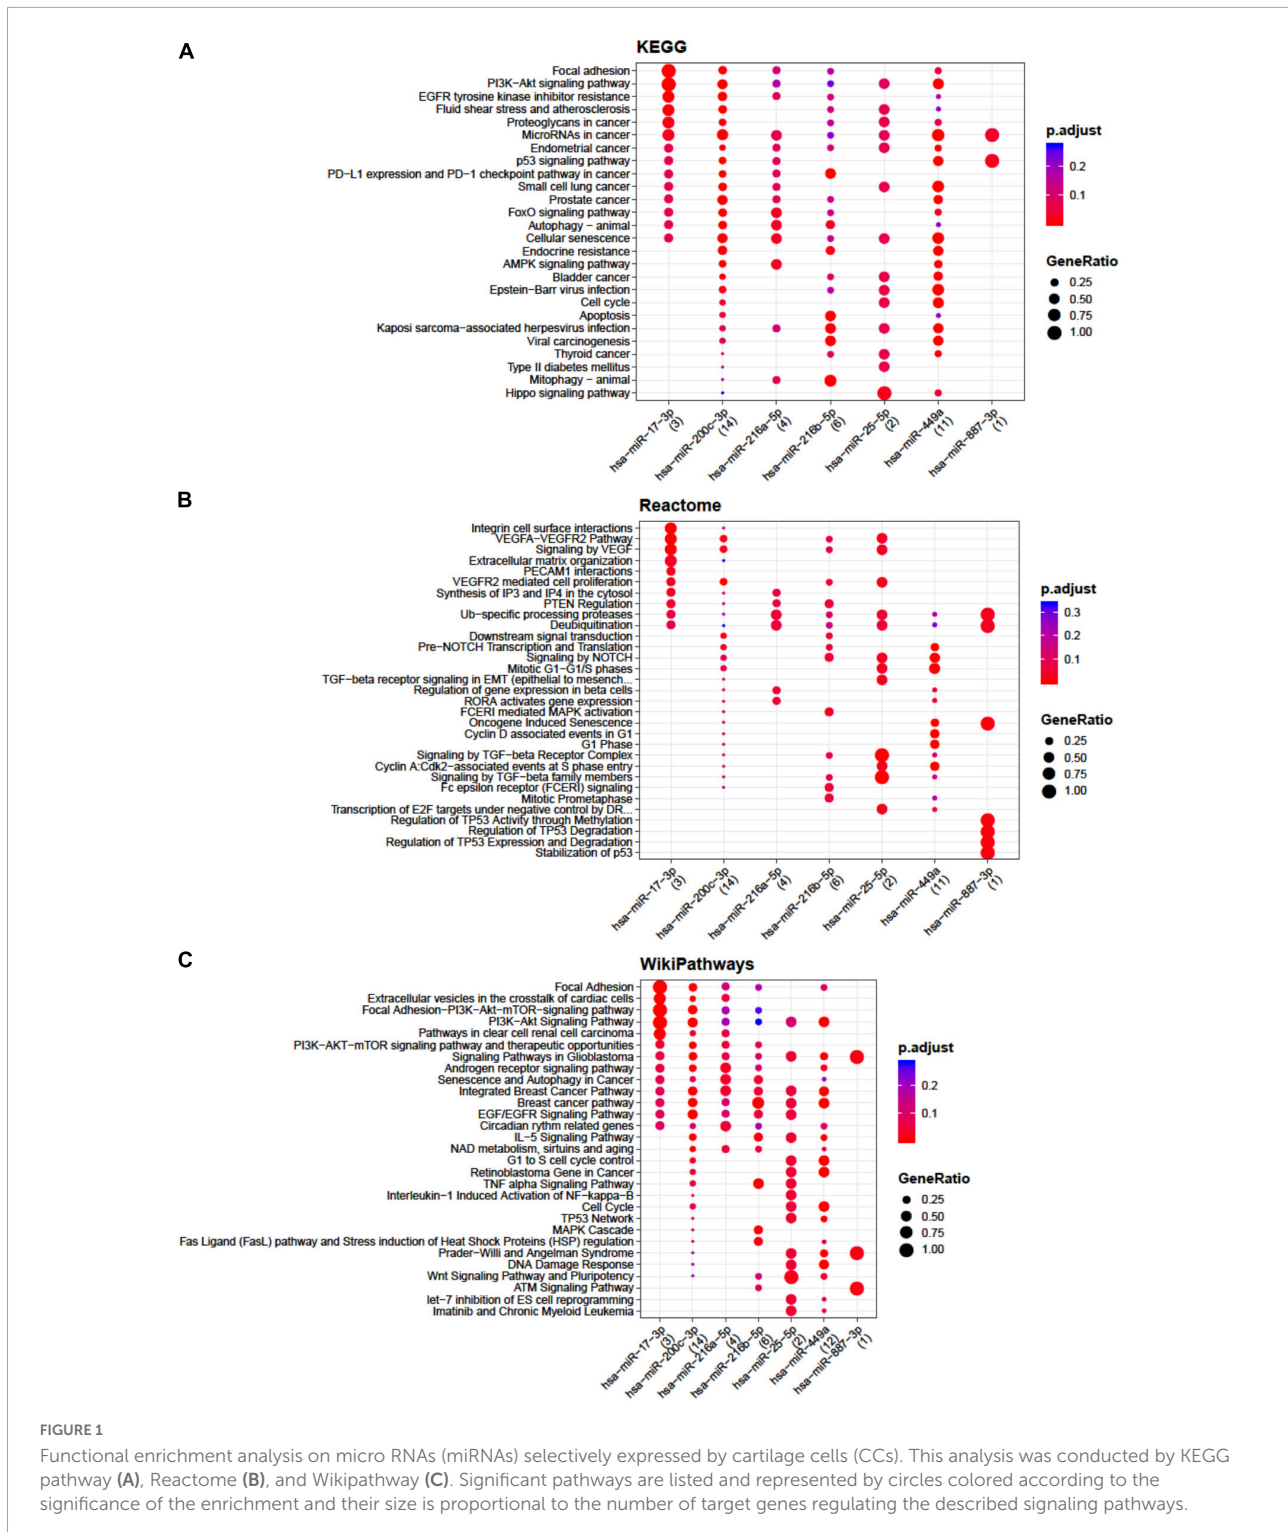 A
KEGG
Focal adhesion
PI3K−Akt signaling pathway
EGFR tyrosine kinase inhibitor resistance
Fluid shear stress and atherosclerosis
Proteoglycans in cancer
MicroRNAs in cancer
Endometrial cancer
p53 signaling pathway
PD−L1 expression and PD−1 checkpoint pathway in cancer
Small cell lung cancer
Prostate cancer
FoxO signaling pathway
Autophagy − animal
Cellular senescence
Endocrine resistance
AMPK signaling pathway
Bladder cancer
Epstein−Barr virus infection
Cell cycle
Apoptosis
Kaposi sarcoma−associated herpesvirus infection
Viral carcinogenesis
Thyroid cancer
Type II diabetes mellitus
Mitophagy − animal
Hippo signaling pathway
hsa−miR−17−3p
(3)
hsa−miR−200c−3p
(14)
hsa−miR−216a−5p
(4)
hsa−miR−216b−5p
(6)
hsa−miR−25−5p
(2)
hsa−miR−449a
(11)
hsa−miR−887−3p
(1)
p.adjust
0.2
0.1
GeneRatio
0.25
0.50
0.75
1.00
B
Reactome
Integrin cell surface interactions
VEGFA−VEGFR2 Pathway
Signaling by VEGF
Extracellular matrix organization
PECAM1 interactions
VEGFR2 mediated cell proliferation
Synthesis of IP3 and IP4 in the cytosol
PTEN Regulation
Ub−specific processing proteases
Deubiquitination
Downstream signal transduction
Pre−NOTCH Transcription and Translation
Signaling by NOTCH
Mitotic G1−G1/S phases
TGF−beta receptor signaling in EMT (epithelial to mesench...
Regulation of gene expression in beta cells
RORA activates gene expression
FCERI mediated MAPK activation
Oncogene Induced Senescence
Cyclin D associated events in G1
G1 Phase
Signaling by TGF−beta Receptor Complex
Cyclin A:Cdk2−associated events at S phase entry
Signaling by TGF−beta family members
Fc epsilon receptor (FCERI) signaling
Mitotic Prometaphase
Transcription of E2F targets under negative control by DR...
Regulation of TP53 Activity through Methylation
Regulation of TP53 Degradation
Regulation of TP53 Expression and Degradation
Stabilization of p53
hsa−miR−17−3p
(3)
hsa−miR−200c−3p
(14)
hsa−miR−216a−5p
(4)
hsa−miR−216b−5p
(6)
hsa−miR−25−5p
(2)
hsa−miR−449a
(11)
hsa−miR−887−3p
(1)
p.adjust
0.3
0.2
0.1
GeneRatio
0.25
0.50
0.75
1.00
C
WikiPathways
Focal Adhesion
Extracellular vesicles in the crosstalk of cardiac cells
Focal Adhesion-PI3K-Akt-mTOR-signaling pathway
PI3K-Akt Signaling Pathway
Pathways in clear cell renal cell carcinoma
PI3K-AKT-mTOR signaling pathway and therapeutic opportunities
Signaling Pathways in Glioblastoma
Androgen receptor signaling pathway
Senescence and Autophagy in Cancer
Integrated Breast Cancer Pathway
Breast cancer pathway
EGF/EGFR Signaling Pathway
Circadian rythm related genes
IL-5 Signaling Pathway
NAD metabolism, sirtuins and aging
G1 to S cell cycle control
Retinoblastoma Gene in Cancer
TNF alpha Signaling Pathway
Interleukin-1 Induced Activation of NF-kappa-B
Cell Cycle
TP53 Network
MAPK Cascade
Fas Ligand (FasL) pathway and Stress induction of Heat Shock Proteins (HSP) regulation
Prader-Willi and Angelman Syndrome
DNA Damage Response
Wnt Signaling Pathway and Pluripotency
ATM Signaling Pathway
let-7 inhibition of ES cell reprogramming
Imatinib and Chronic Myeloid Leukemia
hsa−miR−17−3p
(3)
hsa−miR−200c−3p
(14)
hsa−miR−216a−5p
(4)
hsa−miR−216b−5p
(6)
hsa−miR−25−5p
(2)
hsa−miR−449a
(12)
hsa−miR−887−3p
(1)
p.adjust
0.2
0.1
GeneRatio
0.25
0.50
0.75
1.00
FIGURE 1
Functional enrichment analysis on micro RNAs (miRNAs) selectively expressed by cartilage cells (CCs). This analysis was conducted by KEGG
pathway (A), Reactome (B), and Wikipathway (C). Significant pathways are listed and represented by circles colored according to the
significance of the enrichment and their size is proportional to the number of target genes regulating the described signaling pathways.